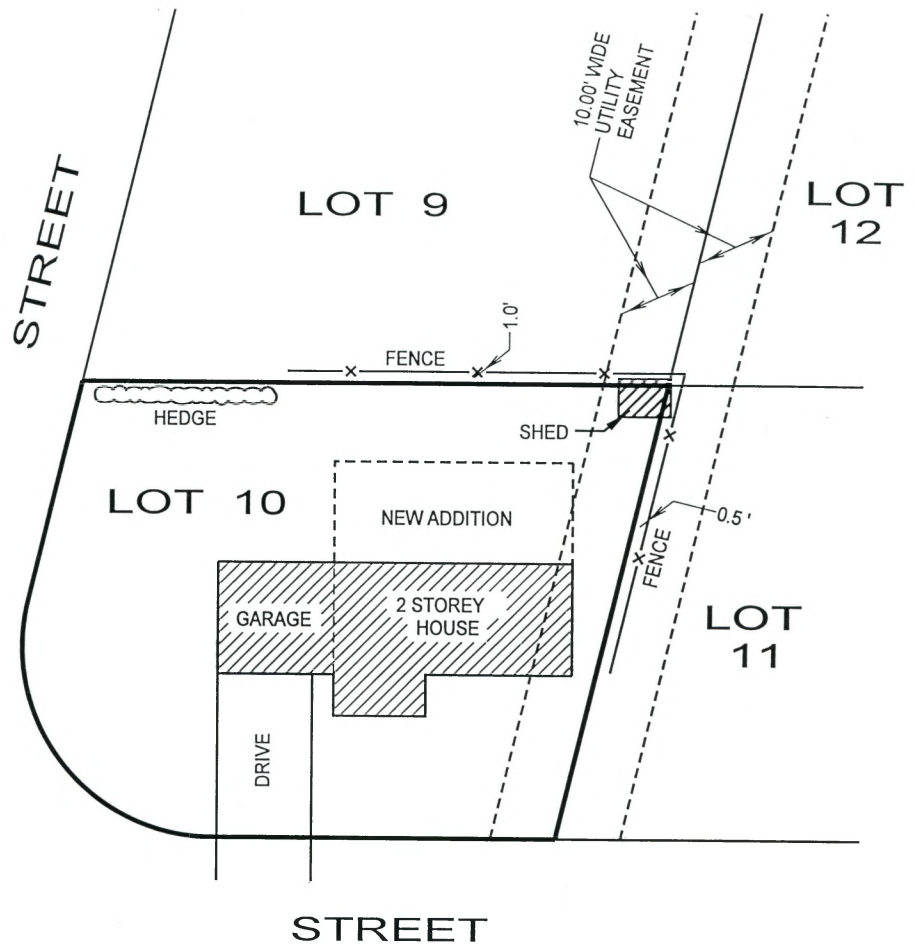 10.00' WIDE
UTILITY
EASEMENT
STREET
LOT 9
LOT
12
1.0'
FENCE
HEDGE
SHED
LOT 10
NEW ADDITION
0.5 '
FENCE
GARAGE
2 STOREY
HOUSE
LOT
11
DRIVE
STREET